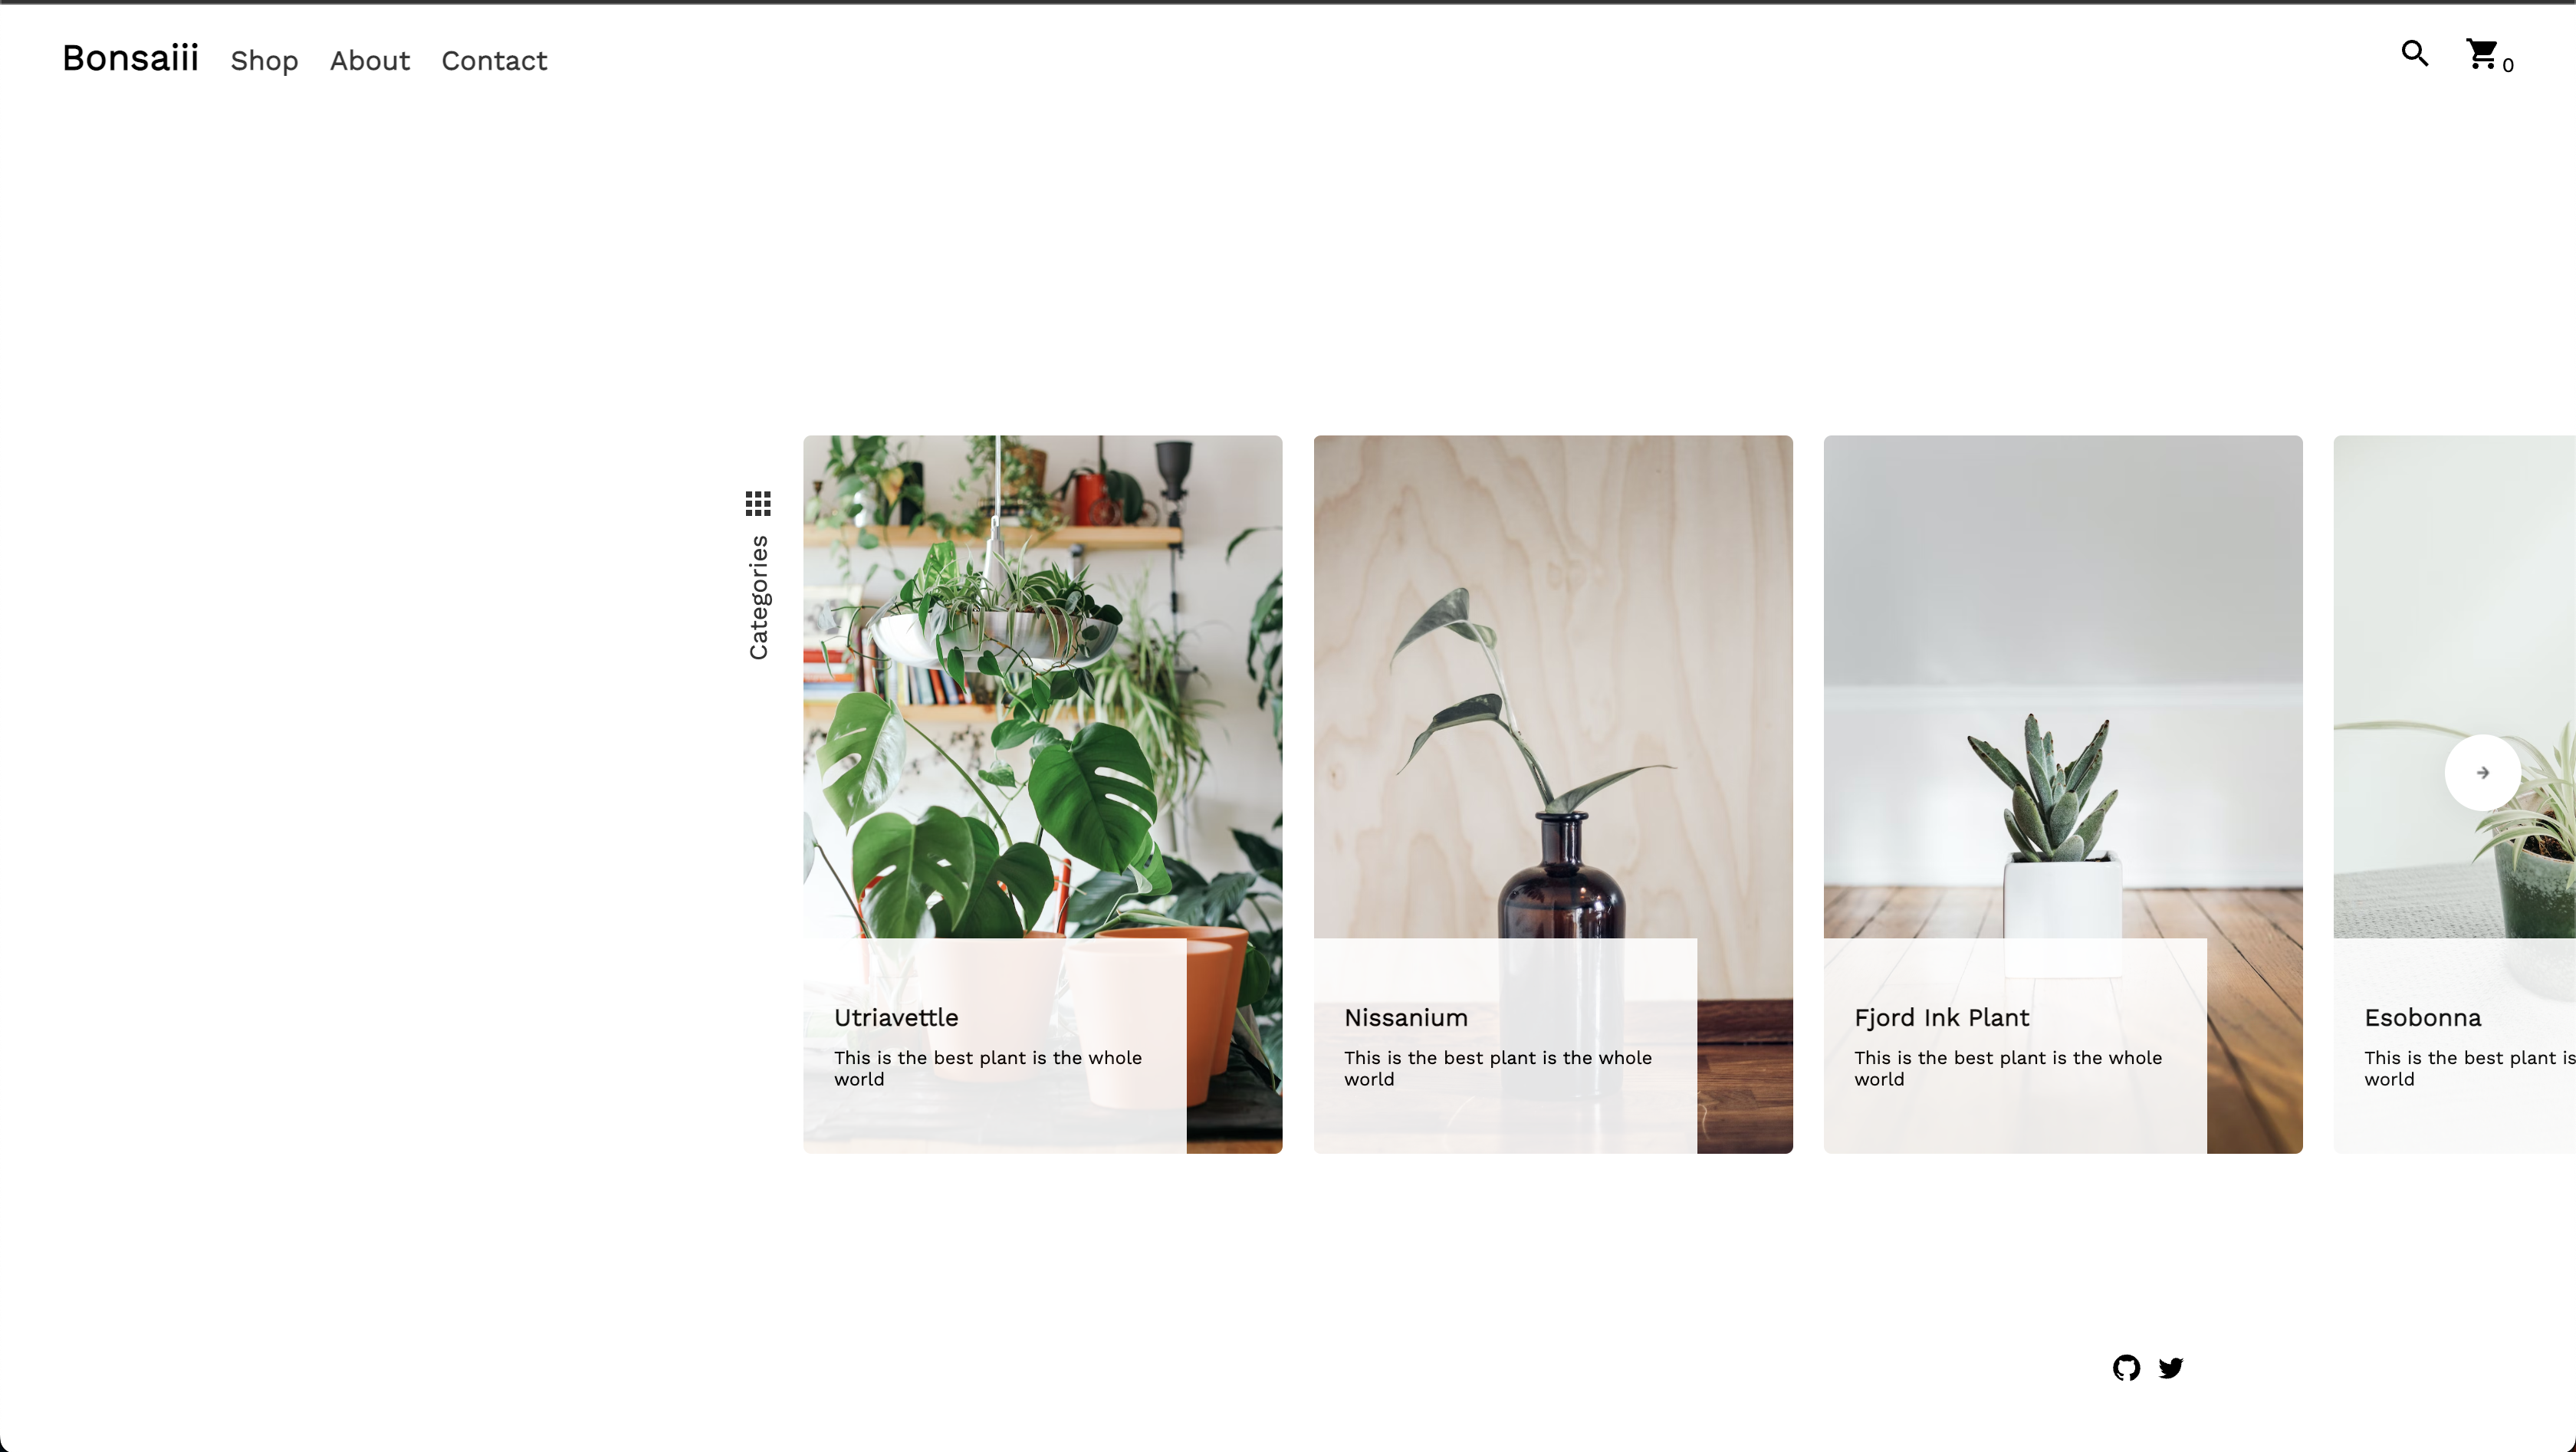 Bonsaiii Shop About Contact
0
Categories
Utriavettle
This is the best plant is the whole
world
Nissanium
This is the best plant is the whole
world
Fjord Ink Plant
This is the best plant is the whole
world
Esobonna
This is the best plant is
world